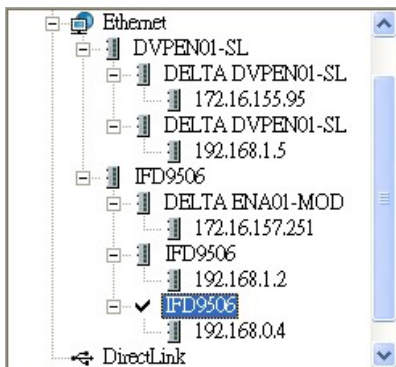 Ethernet
DVPEN01-SL
DELTA DVPEN01-SL
172.16.155.95
DELTA DVPEN01-SL
192.168.1.5
IFD9506
DELTA ENA01-MOD
172.16.157.251
IFD9506
192.168.1.2
IFD9506
192.168.0.4
DirectLink